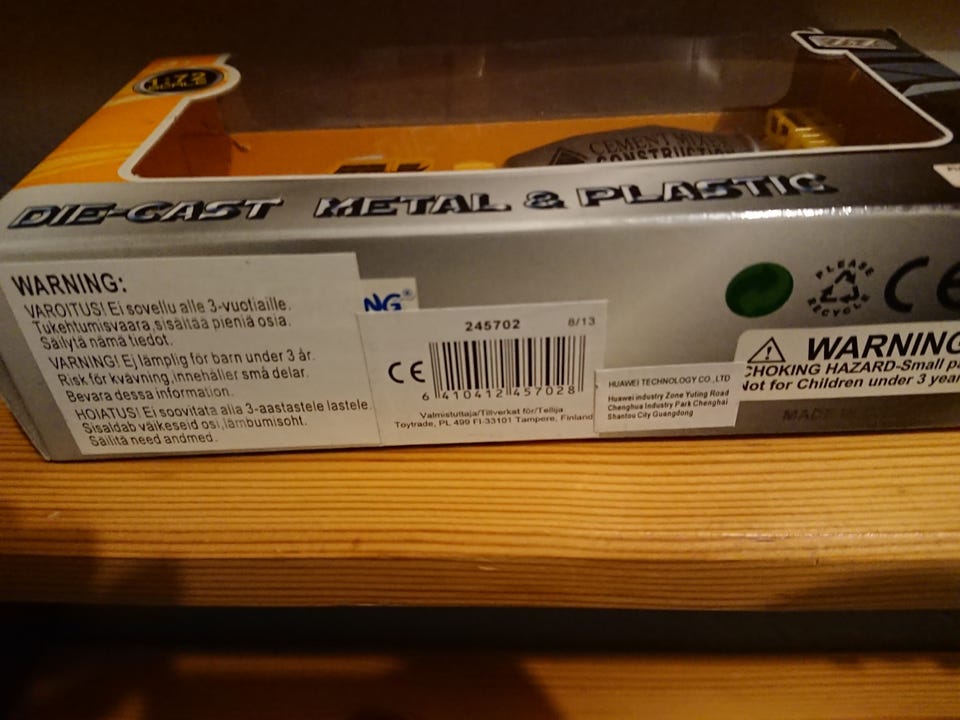 1:72
SCALE
CEMENT MIXER
CONSTRUCTION
DIE-CAST METAL & PLASTIC
WARNING:
VAROITUS! Ei sovellu alle 3-vuotiaille.
Tukehtumisvaara, sisältää pieniä osia.
Säilytä nämä tiedot.
VARNING! Ej lämplig för barn under 3 år.
Risk för kvävning, innehåller små delar.
Bevara dessa information.
HOIATUS! Ei soovitata alla 3-aastastele lastele.
Sisaldab väikeseid osi, lämbumisoht.
Säilitä need andmed.
NG®
245702 8/13
CE
6 410412 457028
Valmistuttaja/Tillverkat för/Tellija
Toytrade, PL 499 FI-33101 Tampere, Finland
HUAWEI TECHNOLOGY CO., LTD
Huawei industry Zone Yuling Road
Chenghua Industry Park Chenghai
Shantou City Guangdong
PLEASE
RECYCLE
CE
WARNING
CHOKING HAZARD-Small pa
Not for Children under 3 year
MADE